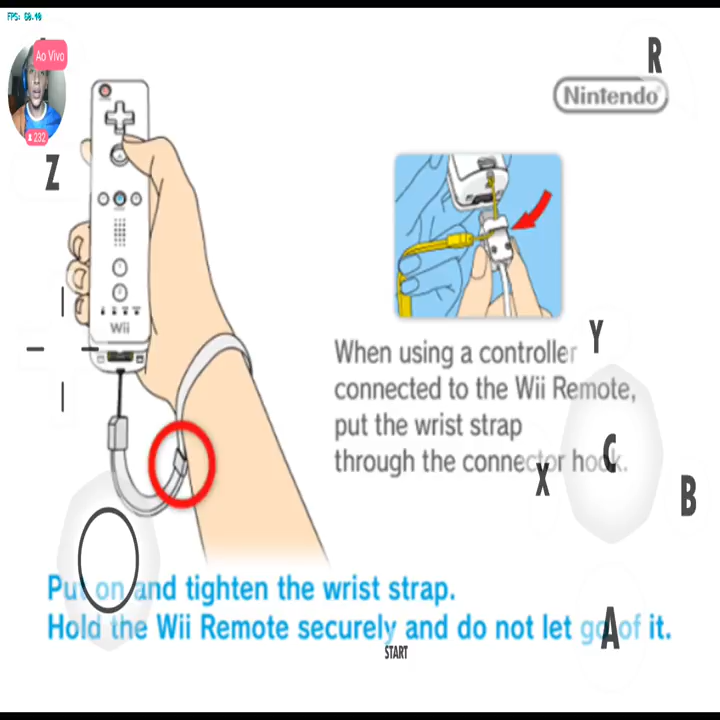 FPS: 60.10
Ao Vivo
232
R
Nintendo
Z
Wii
When using a controller
connected to the Wii Remote,
put the wrist strap
through the connector hook.
Y
C
X
B
Put on and tighten the wrist strap.
Hold the Wii Remote securely and do not let go of it.
A
START